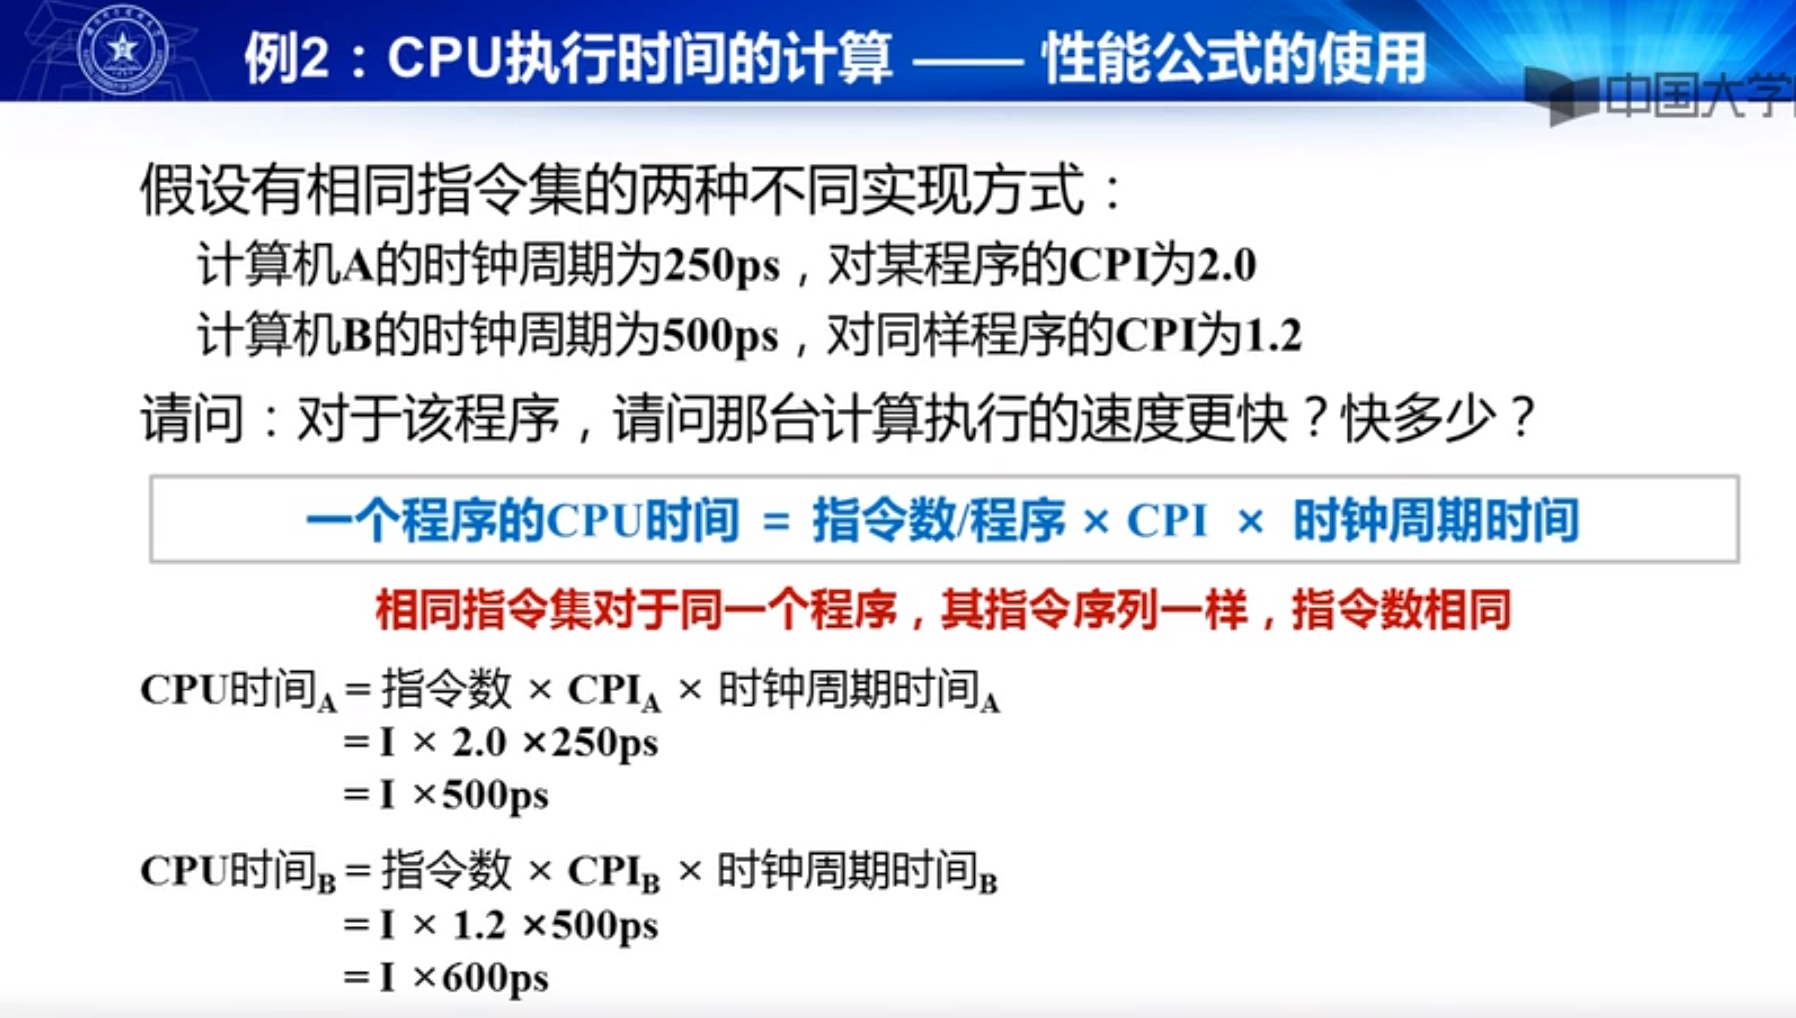 例2：CPU执行时间的计算 —— 性能公式的使用
中国大学
假设有相同指令集的两种不同实现方式：
计算机A的时钟周期为250ps，对某程序的CPI为2.0
计算机B的时钟周期为500ps，对同样程序的CPI为1.2
请问：对于该程序，请问那台计算执行的速度更快？快多少？
一个程序的CPU时间 = 指令数/程序 × CPI × 时钟周期时间
相同指令集对于同一个程序，其指令序列一样，指令数相同
CPU时间A = 指令数 × CPIA × 时钟周期时间A
= I × 2.0 ×250ps
= I ×500ps
CPU时间B = 指令数 × CPIB × 时钟周期时间B
= I × 1.2 ×500ps
= I ×600ps